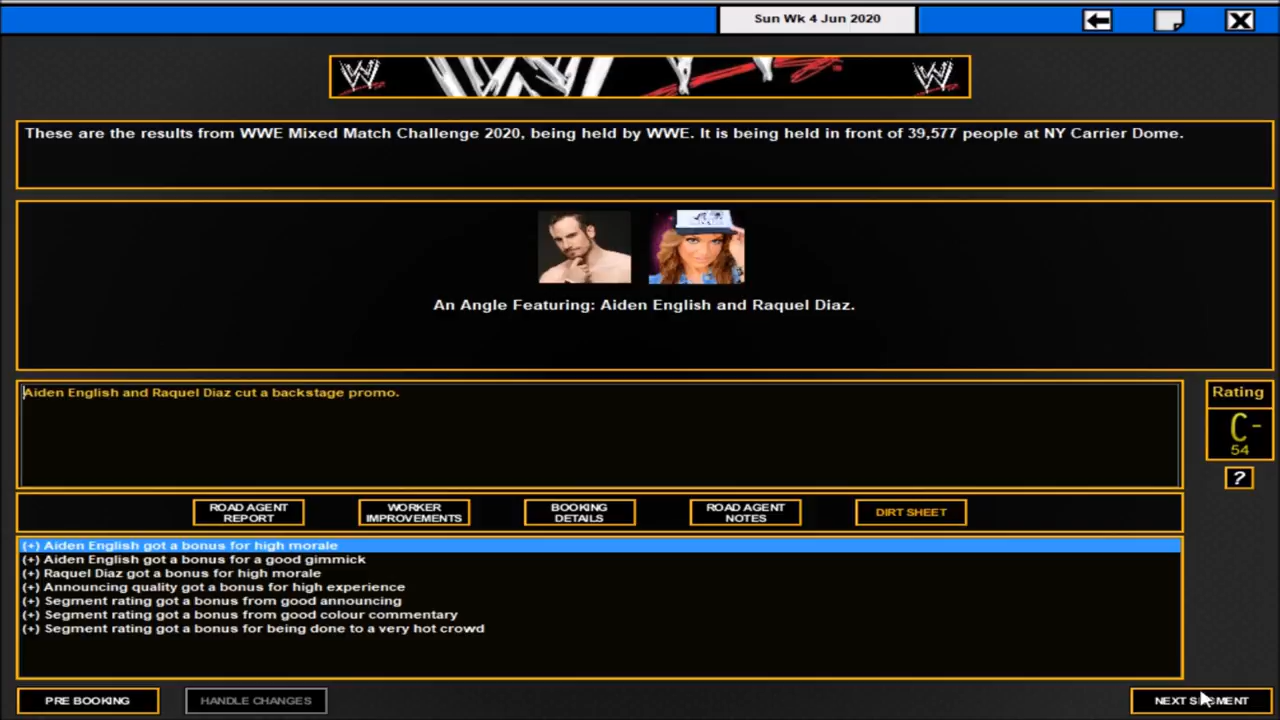 Sun Wk 4 Jun 2020
These are the results from WWE Mixed Match Challenge 2020, being held by WWE. It is being held in front of 39,577 people at NY Carrier Dome.
An Angle Featuring: Aiden English and Raquel Diaz.
Aiden English and Raquel Diaz cut a backstage promo.
Rating
C-
54
?
ROAD AGENT
REPORT
WORKER
IMPROVEMENTS
BOOKING
DETAILS
ROAD AGENT
NOTES
DIRT SHEET
(+) Aiden English got a bonus for high morale
(+) Aiden English got a bonus for a good gimmick
(+) Raquel Diaz got a bonus for high morale
(+) Announcing quality got a bonus for high experience
(+) Segment rating got a bonus from good announcing
(+) Segment rating got a bonus from good colour commentary
(+) Segment rating got a bonus for being done to a very hot crowd
PRE BOOKING
HANDLE CHANGES
NEXT SEGMENT